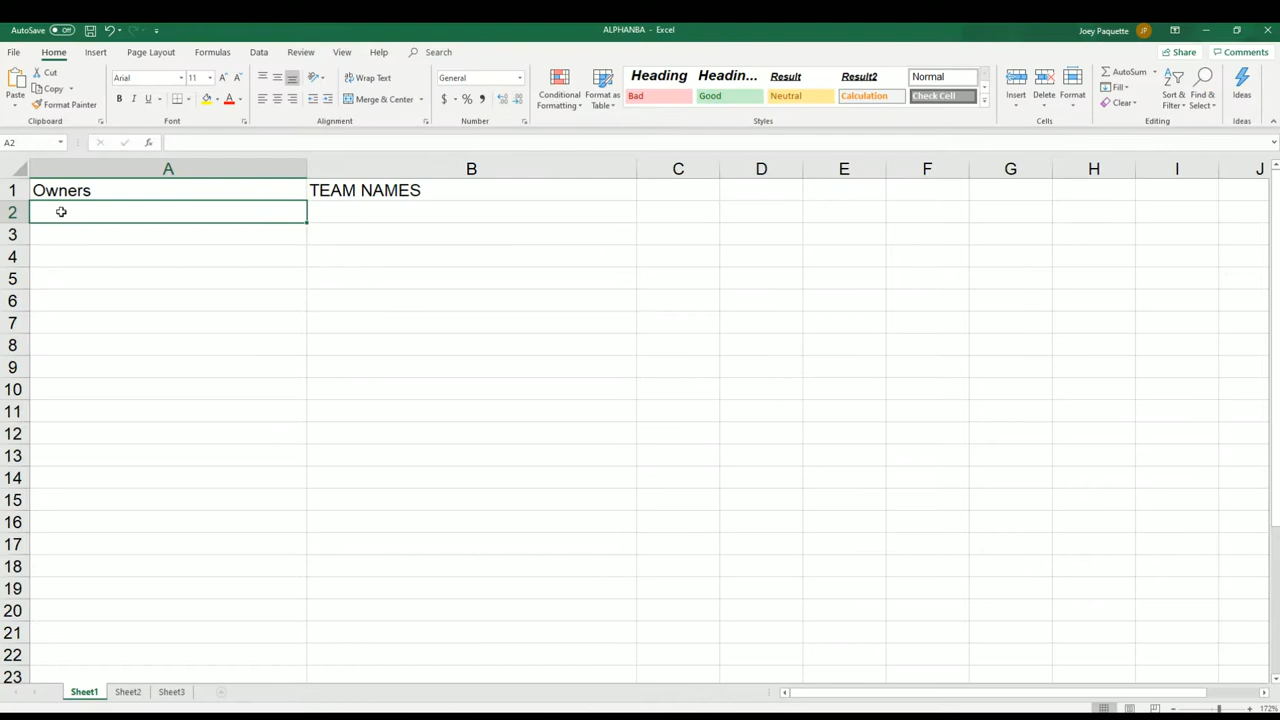 AutoSave Off
ALPHANBA - Excel
Joey Paquette JP
File Home Insert Page Layout Formulas Data Review View Help Search
Share Comments
Paste
Cut
Copy
Format Painter
Clipboard
Arial 11
B I U
Font
Wrap Text
Merge & Center
Alignment
General
$ % ,
Number
Conditional Formatting
Format as Table
Heading Headin... Result Result2 Normal
Bad Good Neutral Calculation Check Cell
Styles
Insert Delete Format
Cells
AutoSum
Fill
Clear
Sort & Filter
Find & Select
Editing
Ideas
Ideas
A2 fx
A B C D E F G H I J
1 Owners TEAM NAMES
2
3
4
5
6
7
8
9
10
11
12
13
14
15
16
17
18
19
20
21
22
23
Sheet1 Sheet2 Sheet3
172%